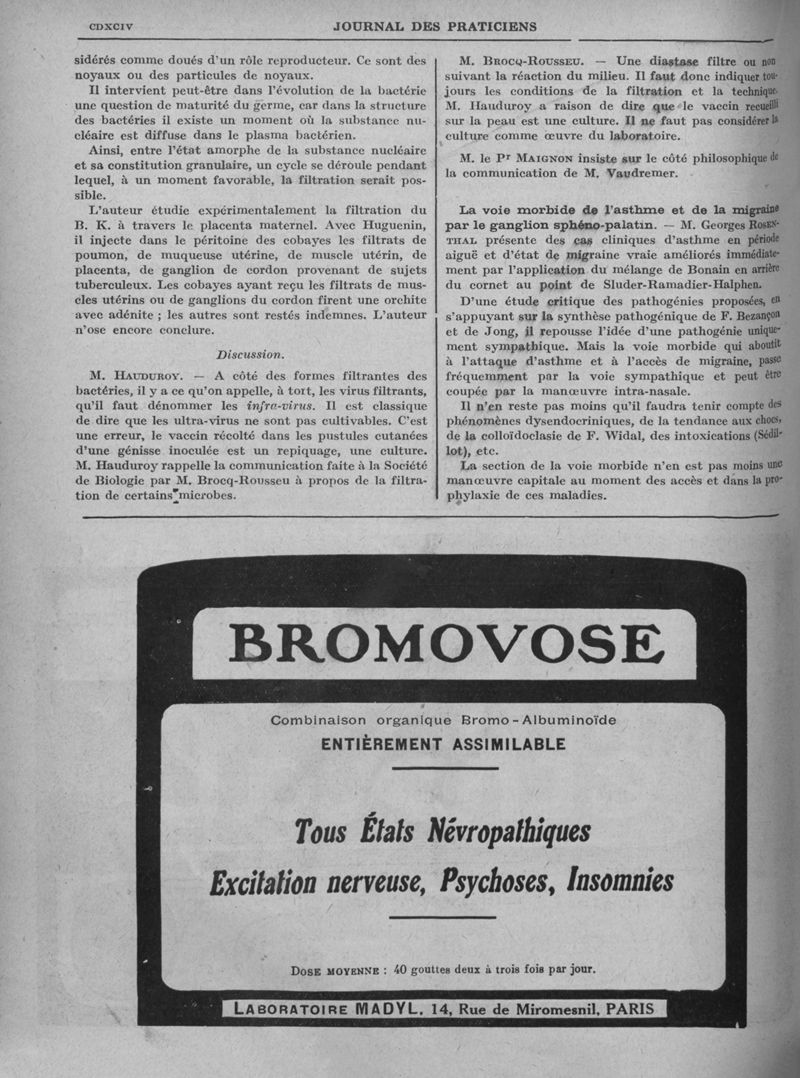 CDXCIV
JOURNAL DES PRATICIENS
sidérés comme doués d'un rôle reproducteur. Ce sont des
noyaux ou des particules de noyaux.
Il intervient peut-être dans l'évolution de la bactérie
une question de maturité du germe, car dans la structure
des bactéries il existe un moment où la substance nu-
cléaire est diffuse dans le plasma bactérien.
Ainsi, entre l'état amorphe de la substance nucléaire
et sa constitution granulaire, un cycle se déroule pendant
lequel, à un moment favorable, la filtration serait pos-
sible.
L'auteur étudie expérimentalement la filtration du
B. K. à travers le placenta maternel. Avec Huguenin,
il injecte dans le péritoine des cobayes les filtrats de
poumon, de muqueuse utérine, de muscle utérin, de
placenta, de ganglion de cordon provenant de sujets
tuberculeux. Les cobayes ayant reçu les filtrats de mus-
cles utérins ou de ganglions du cordon firent une orchite
avec adénite ; les autres sont restés indemnes. L'auteur
n'ose encore conclure.
Discussion.
M. HAUDUROY. — A côté des formes filtrantes des
bactéries, il y a ce qu'on appelle, à tort, les virus filtrants,
qu'il faut dénommer les infra-virus. Il est classique
de dire que les ultra-virus ne sont pas cultivables. C'est
une erreur, le vaccin récolté dans les pustules cutanées
d'une génisse inoculée est un repiquage, une culture.
M. Hauduroy rappelle la communication faite à la Société
de Biologie par M. Brocq-Rousseu à propos de la filtra-
tion de certains microbes.
M. BROCQ-ROUSSEU. — Une diastase filtre ou non
suivant la réaction du milieu. Il faut donc indiquer tou-
jours les conditions de la filtration et la technique.
M. Hauduroy a raison de dire que le vaccin recueilli
sur la peau est une culture. Il ne faut pas considérer la
culture comme œuvre du laboratoire.
M. le Pr MAIGNON insiste sur le côté philosophique de
la communication de M. Vaudremer.
La voie morbide de l'asthme et de la migraine
par le ganglion sphéno-palatin. — M. Georges ROSEN-
THAL présente des cas cliniques d'asthme en période
aiguë et d'état de migraine vraie améliorés immédiate-
ment par l'application du mélange de Bonain en arrière
du cornet au point de Sluder-Ramadier-Halphen.
D'une étude critique des pathogénies proposées, en
s'appuyant sur la synthèse pathogénique de F. Bezançon
et de Jong, il repousse l'idée d'une pathogénie unique-
ment sympathique. Mais la voie morbide qui aboutit
à l'attaque d'asthme et à l'accès de migraine, passe
fréquemment par la voie sympathique et peut être
coupée par la manœuvre intra-nasale.
Il n'en reste pas moins qu'il faudra tenir compte des
phénomènes dysendocriniques, de la tendance aux chocs,
de la colloïdoclasie de F. Widal, des intoxications (Sédil-
lot), etc.
La section de la voie morbide n'en est pas moins une
manœuvre capitale au moment des accès et dans la pro-
phylaxie de ces maladies.
BROMOVOSE
Combinaison organique Bromo-Albuminoïde
ENTIÈREMENT ASSIMILABLE
Tous États Névropathiques
Excitation nerveuse, Psychoses, Insomnies
DOSE MOYENNE : 40 gouttes deux à trois fois par jour.
LABORATOIRE MADYL, 14, Rue de Miromesnil, PARIS